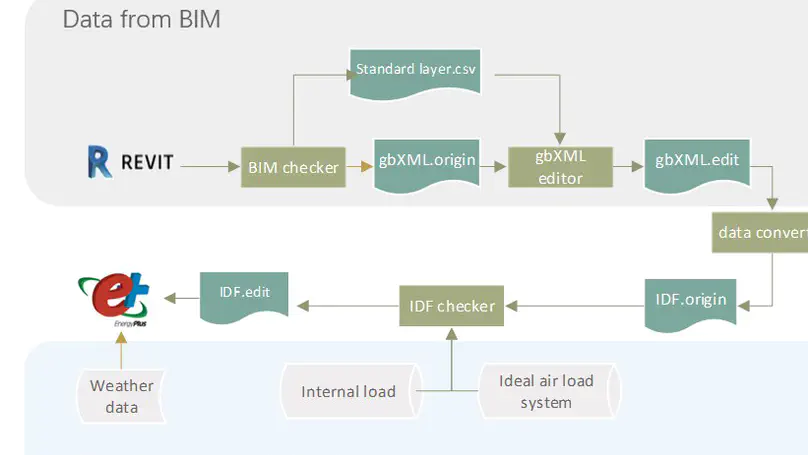 Data from BIM
Standard layer.csv
REVIT
BIM checker
gbXML.origin
gbXML
editor
gbXML.edit
data convert
IDF.edit
IDF checker
IDF.origin
EnergyPlus
Weather
data
Internal load
Ideal air load
system